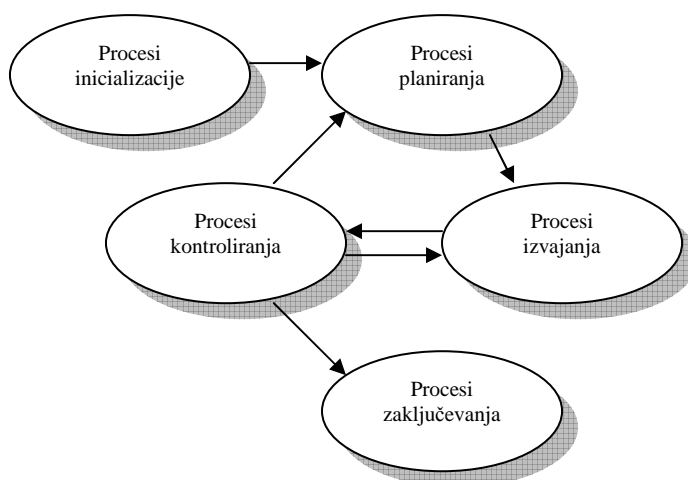 Procesi
inicializacije
Procesi
planiranja
Procesi
kontroliranja
Procesi
izvajanja
Procesi
zaključevanja